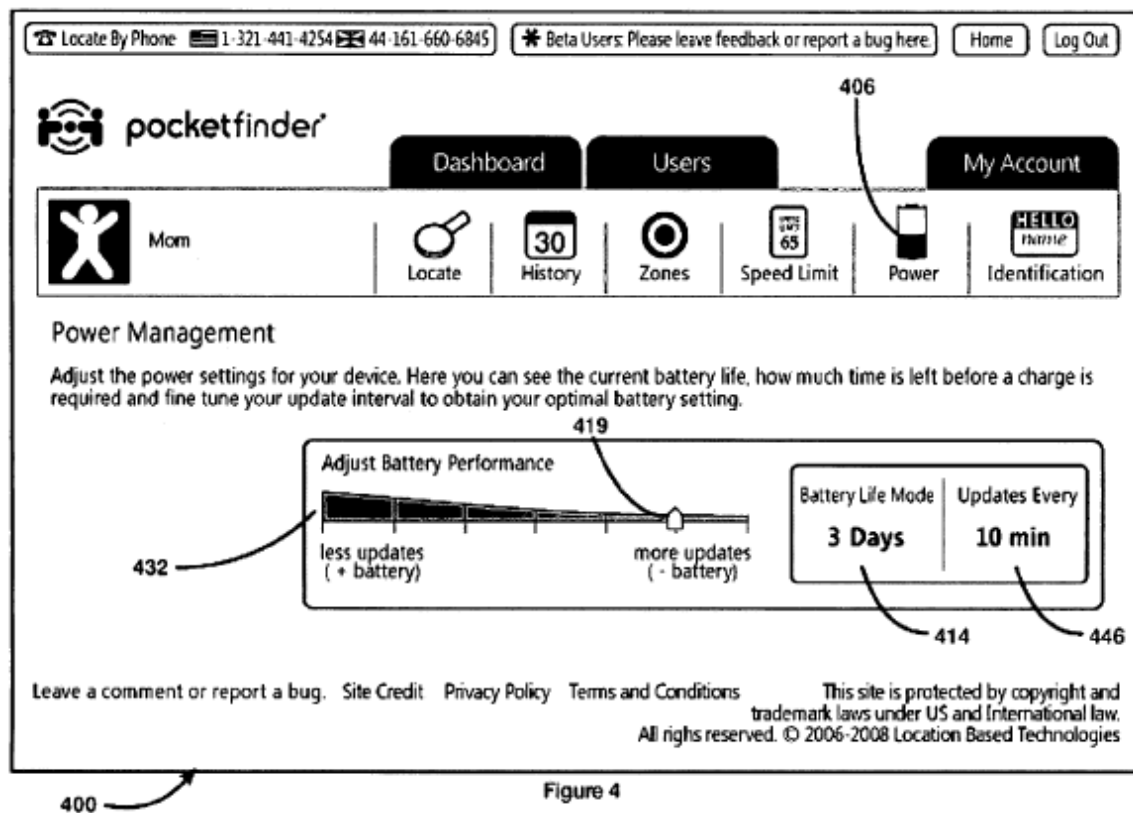 Locate By Phone 1-321-441-4254 44-161-660-6845 Beta Users: Please leave feedback or report a bug here. Home Log Out
406
pocketfinder
Dashboard Users My Account
Mom
30
65
HELLO
name
Locate History Zones Speed Limit Power Identification
Power Management
Adjust the power settings for your device. Here you can see the current battery life, how much time is left before a charge is
required and fine tune your update interval to obtain your optimal battery setting.
419
Adjust Battery Performance
Battery Life Mode Updates Every
3 Days 10 min
less updates more updates
( + battery) ( - battery)
432
414 446
Leave a comment or report a bug. Site Credit Privacy Policy Terms and Conditions This site is protected by copyright and
trademark laws under US and International law.
All righs reserved. © 2006-2008 Location Based Technologies
400
Figure 4